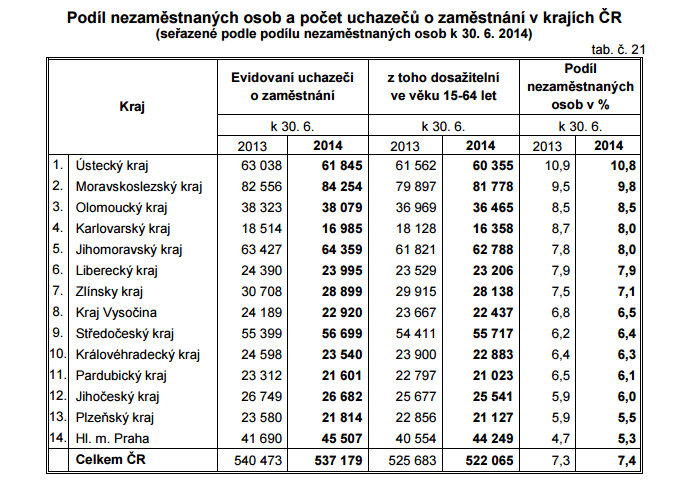 Podíl nezaměstnaných osob a počet uchazečů o zaměstnání v krajích ČR
(seřazené podle podílu nezaměstnaných osob k 30. 6. 2014)
tab. č. 21
Kraj
Evidovaní uchazeči o zaměstnání
z toho dosažitelní ve věku 15-64 let
Podíl nezaměstnaných osob v %
k 30. 6. k 30. 6. k 30. 6.
2013 2014 2013 2014 2013 2014
1. Ústecký kraj 63 038 61 845 61 562 60 355 10,9 10,8
2. Moravskoslezský kraj 82 556 84 254 79 897 81 778 9,5 9,8
3. Olomoucký kraj 38 323 38 079 36 969 36 465 8,5 8,5
4. Karlovarský kraj 18 514 16 985 18 128 16 358 8,7 8,0
5. Jihomoravský kraj 63 427 64 359 61 821 62 788 7,8 8,0
6. Liberecký kraj 24 390 23 995 23 529 23 206 7,8 7,9
7. Zlínsky kraj 30 708 28 899 29 915 28 138 7,5 7,1
8. Kraj Vysočina 24 189 22 920 23 667 22 437 6,8 6,5
9. Středočeský kraj 55 399 56 699 54 411 55 717 6,2 6,4
10. Královéhradecký kraj 24 598 23 540 23 900 22 883 6,4 6,3
11. Pardubický kraj 23 312 21 601 22 797 21 023 6,5 6,1
12. Jihočeský kraj 26 749 26 682 25 677 25 541 5,9 6,0
13. Plzeňský kraj 23 580 21 814 22 856 21 127 5,9 5,5
14. Hl. m. Praha 41 690 45 507 40 554 44 249 4,7 5,3
Celkem ČR 540 473 537 179 525 683 522 065 7,3 7,4